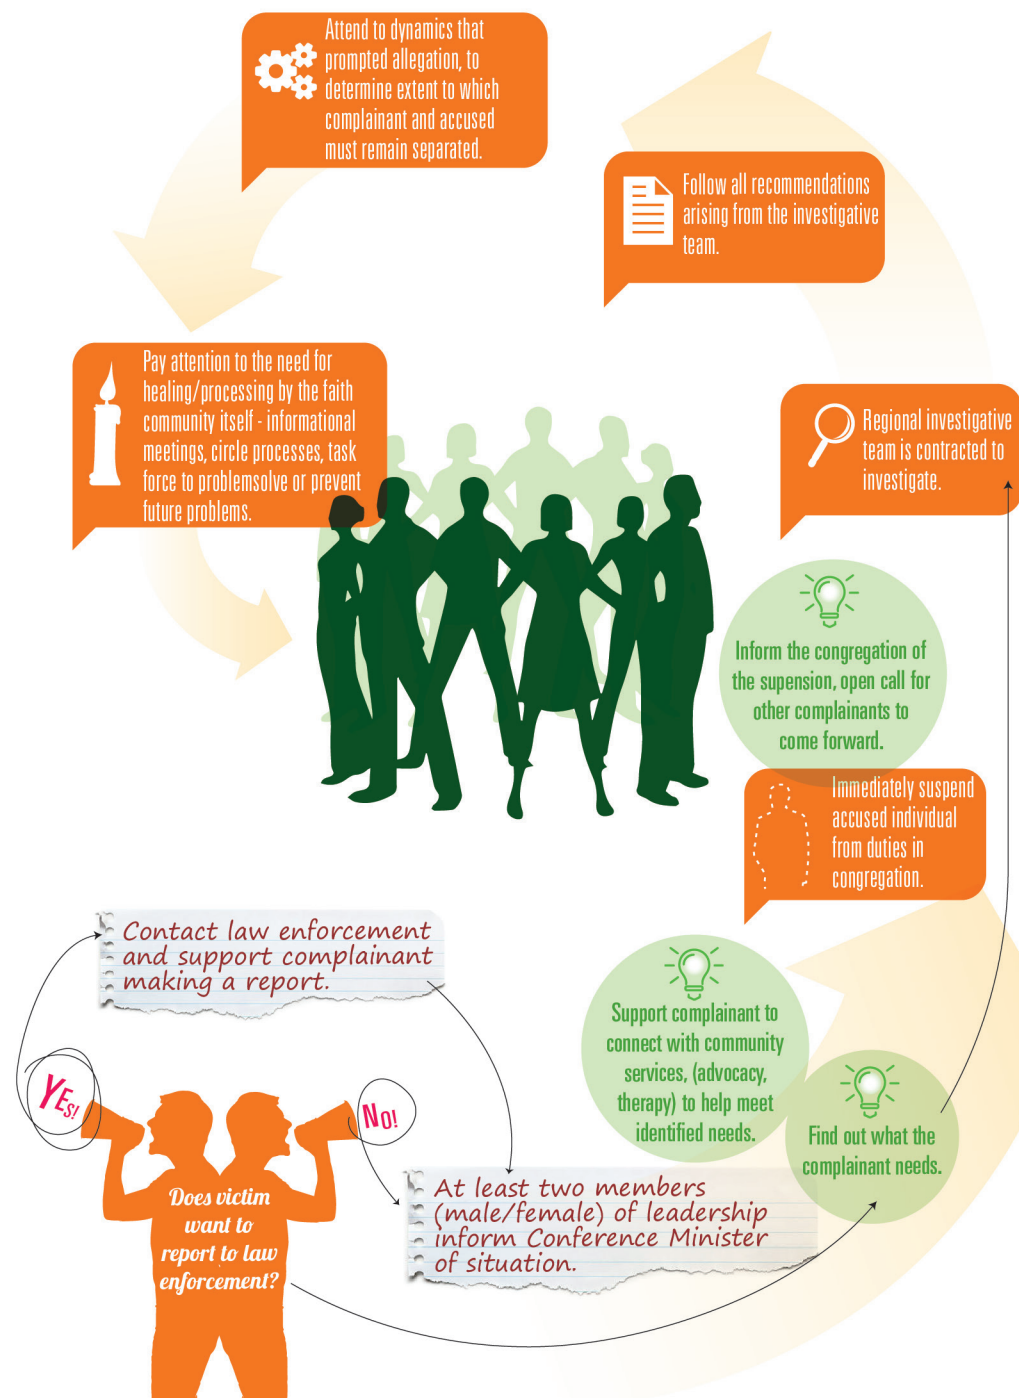 Attend to dynamics that
prompted allegation, to
determine extent to which
complainant and accused
must remain separated.
Follow all recommendations
arising from the investigative
team.
Pay attention to the need for
healing/processing by the faith
community itself - informational
meetings, circle processes, task
force to problemsolve or prevent
future problems.
Regional investigative
team is contracted to
investigate.
Inform the congregation of
the supension, open call for
other complainants to
come forward.
Immediately suspend
accused individual
from duties in
congregation.
Contact law enforcement
and support complainant
making a report.
Support complainant to
connect with community
services, (advocacy,
therapy) to help meet
identified needs.
Find out what the
complainant needs.
YES!
NO!
Does victim
want to
report to law
enforcement?
At least two members
(male/female) of leadership
inform Conference Minister
of situation.